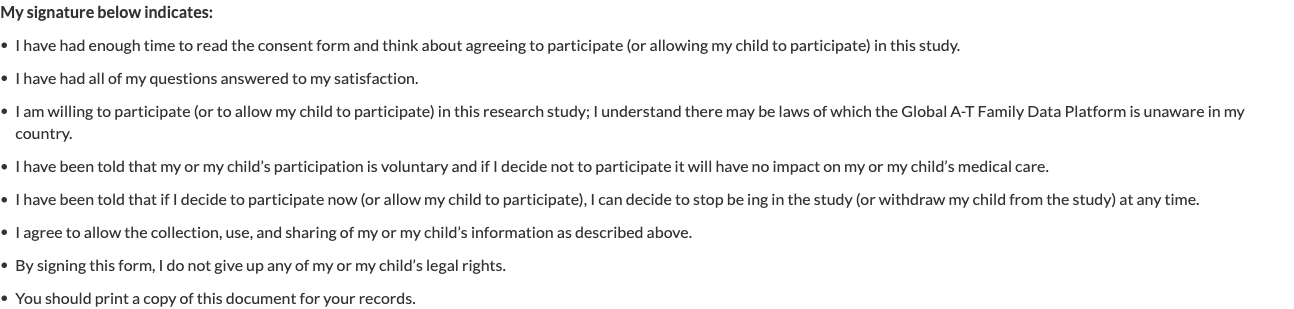 My signature below indicates:
• I have had enough time to read the consent form and think about agreeing to participate (or allowing my child to participate) in this study.
• I have had all of my questions answered to my satisfaction.
• I am willing to participate (or to allow my child to participate) in this research study; I understand there may be laws of which the Global A-T Family Data Platform is unaware in my
country.
• I have been told that my or my child’s participation is voluntary and if I decide not to participate it will have no impact on my or my child’s medical care.
• I have been told that if I decide to participate now (or allow my child to participate), I can decide to stop be ing in the study (or withdraw my child from the study) at any time.
• I agree to allow the collection, use, and sharing of my or my child’s information as described above.
• By signing this form, I do not give up any of my or my child’s legal rights.
• You should print a copy of this document for your records.